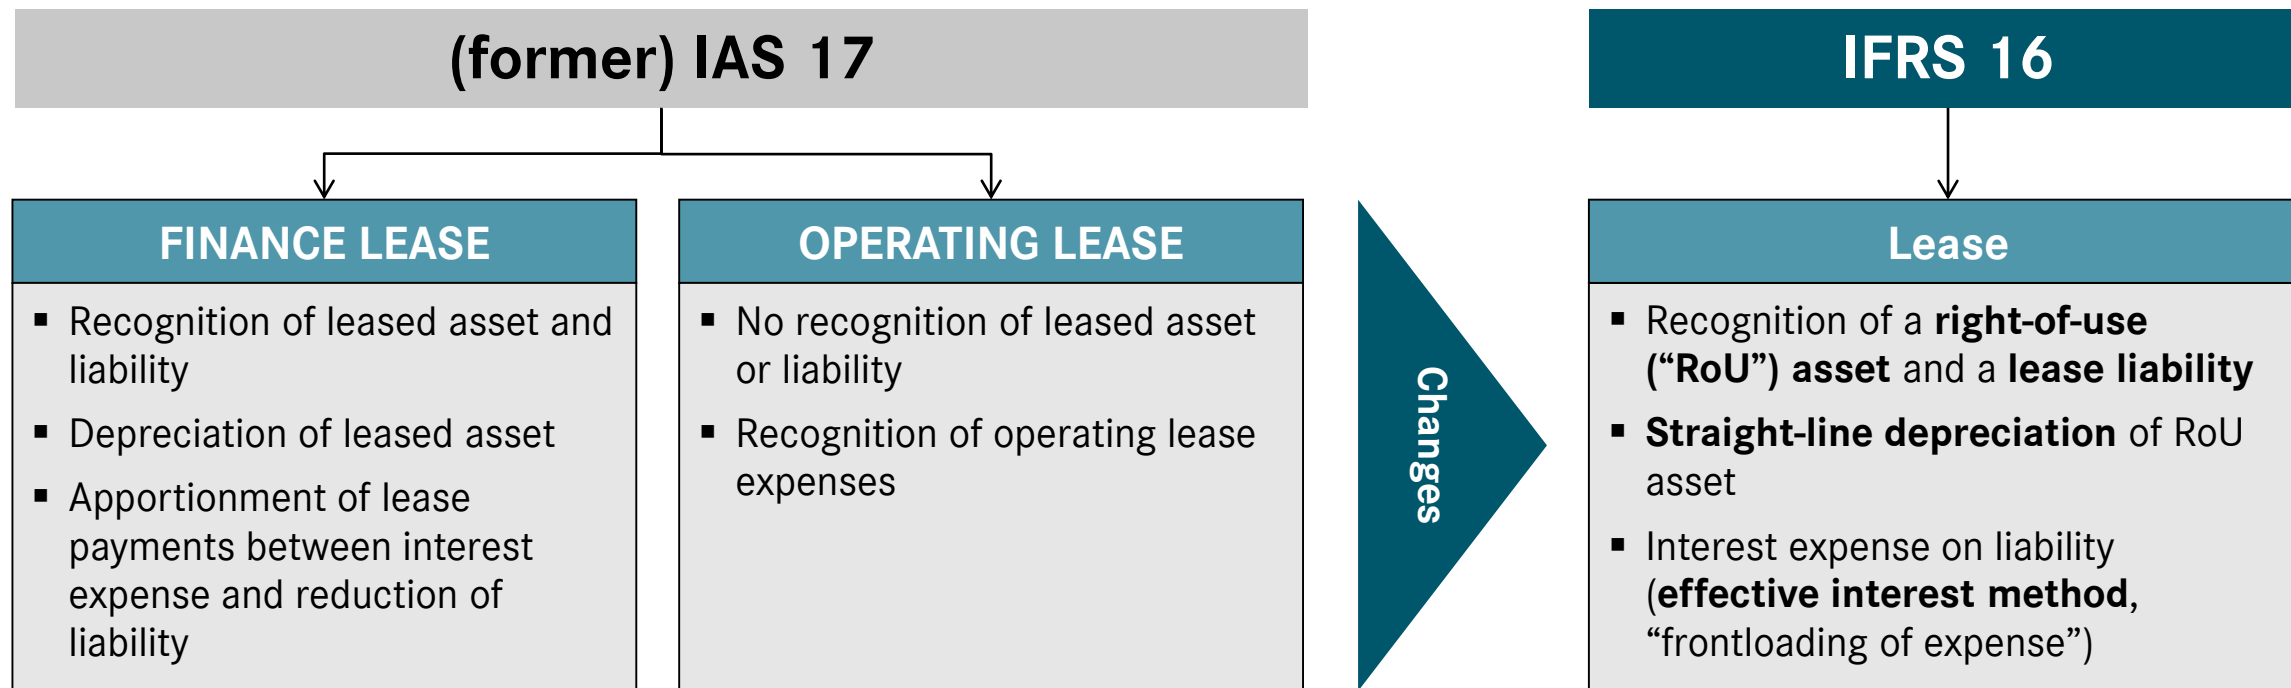 (former) IAS 17
FINANCE LEASE
▪ Recognition of leased asset and
liability
▪ Depreciation of leased asset
▪ Apportionment of lease
payments between interest
expense and reduction of
liability
OPERATING LEASE
▪ No recognition of leased asset
or liability
▪ Recognition of operating lease
expenses
Changes
IFRS 16
Lease
▪ Recognition of a right-of-use
(“RoU”) asset and a lease liability
▪ Straight-line depreciation of RoU
asset
▪ Interest expense on liability
(effective interest method,
“frontloading of expense”)